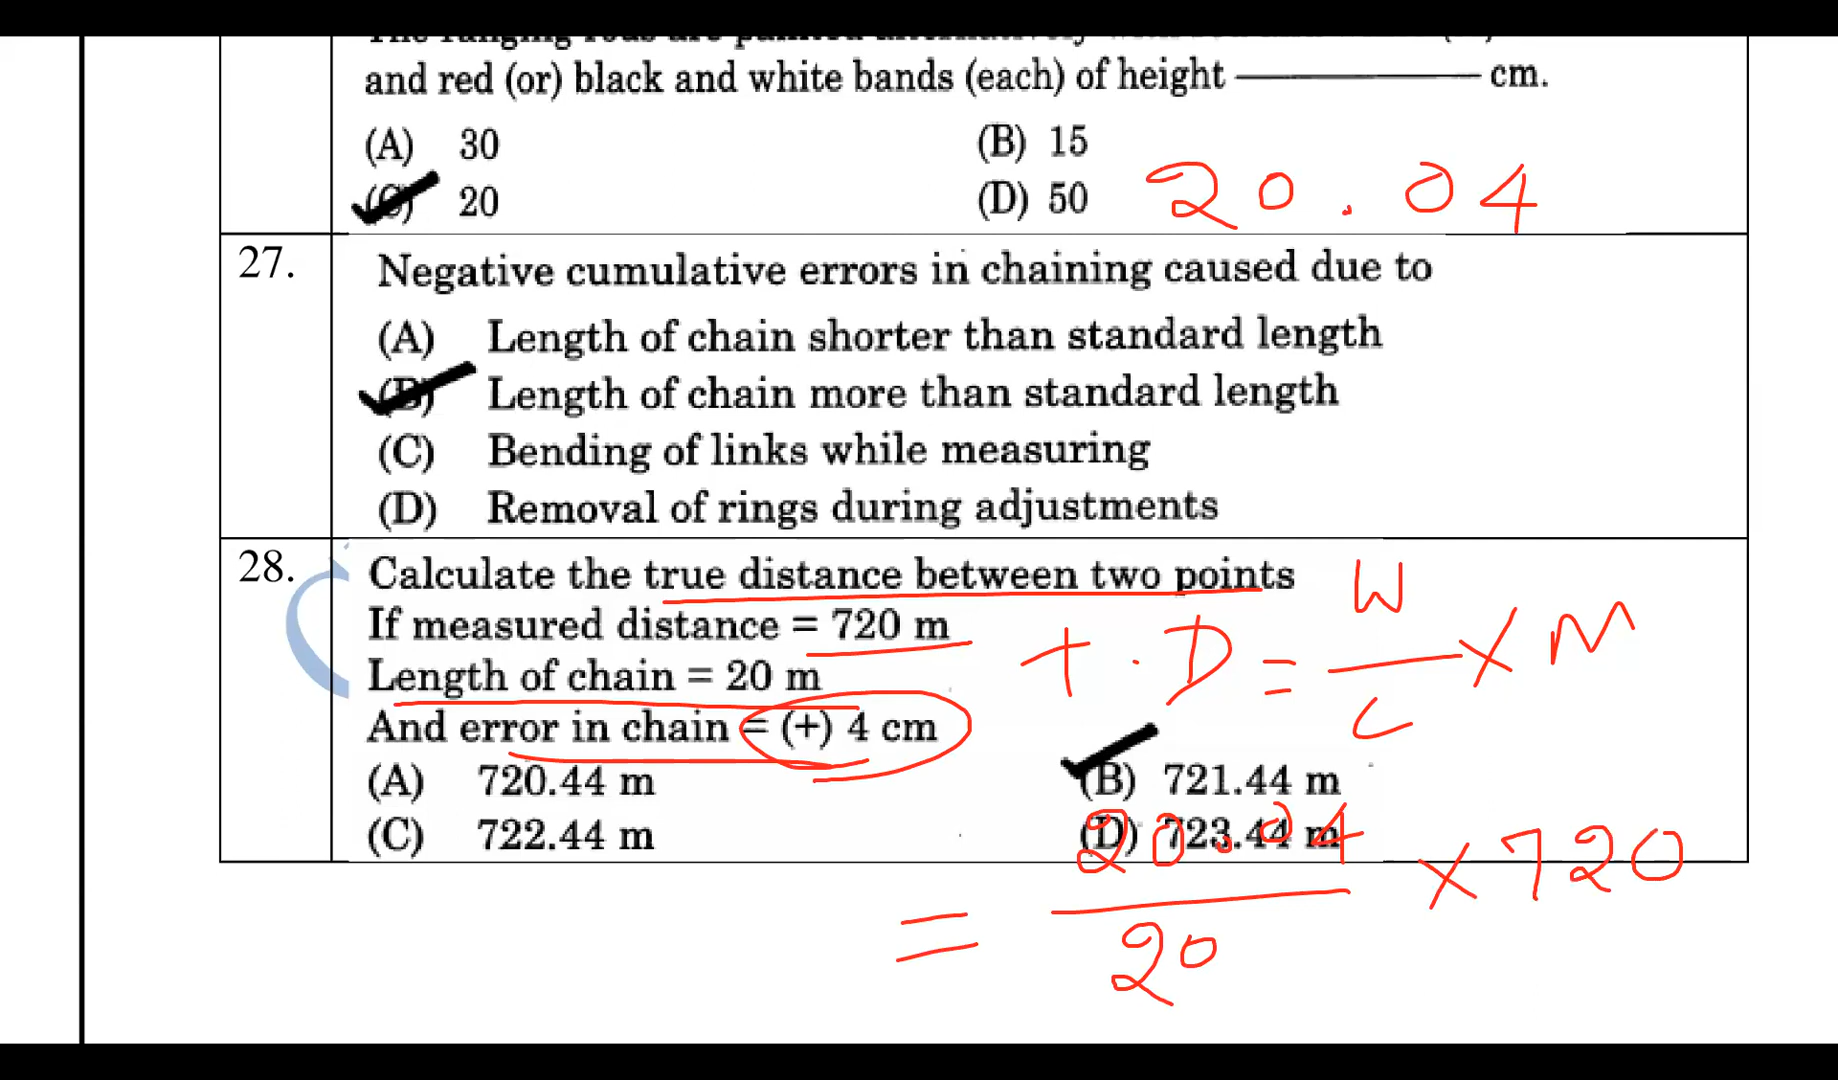 and red (or) black and white bands (each) of height ———— cm.
(A) 30 (B) 15
(C) 20 (D) 50
20.04
27. Negative cumulative errors in chaining caused due to
(A) Length of chain shorter than standard length
(B) Length of chain more than standard length
(C) Bending of links while measuring
(D) Removal of rings during adjustments
28. Calculate the true distance between two points
If measured distance = 720 m
Length of chain = 20 m
And error in chain = (+) 4 cm
T.D = W/C × M
(A) 720.44 m (B) 721.44 m
(C) 722.44 m (D) 723.44 m
= 20.04/20 × 720